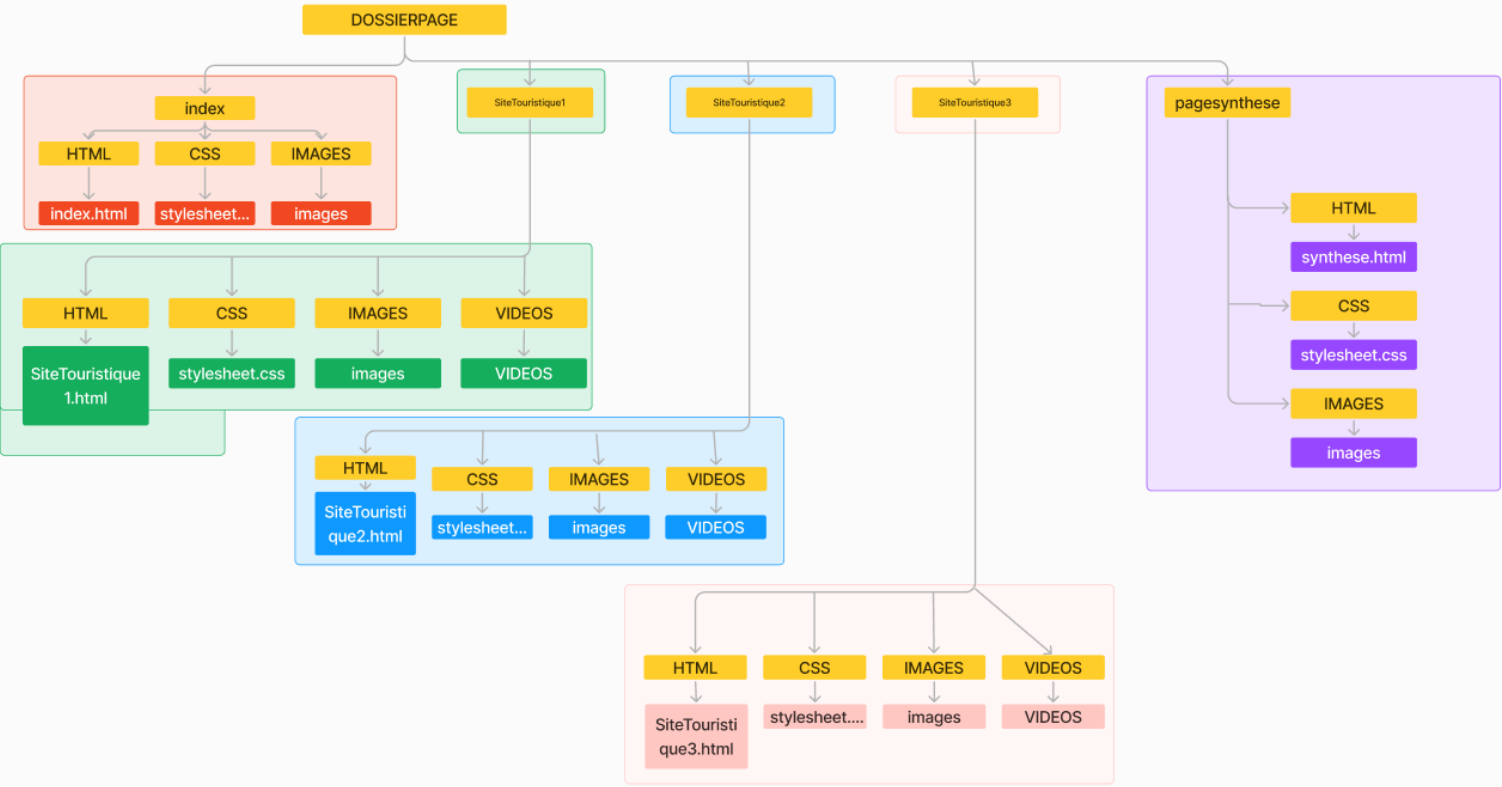 DOSSIERPAGE
index
HTML
CSS
IMAGES
index.html
stylesheet...
images
SiteTouristique1
SiteTouristique2
SiteTouristique3
pagesynthese
HTML
synthese.html
CSS
stylesheet.css
IMAGES
images
HTML
CSS
IMAGES
VIDEOS
SiteTouristique
1.html
stylesheet.css
images
VIDEOS
HTML
CSS
IMAGES
VIDEOS
SiteTouristi
que2.html
stylesheet...
images
VIDEOS
HTML
CSS
IMAGES
VIDEOS
SiteTouristi
que3.html
stylesheet....
images
VIDEOS